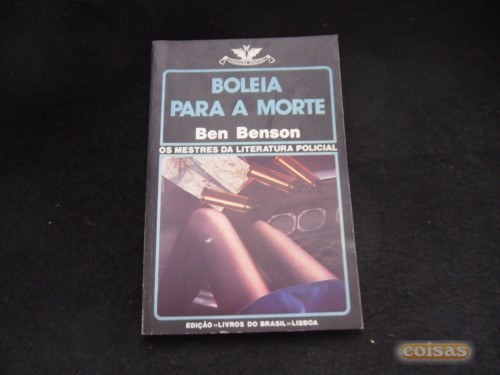 BOLEIA
PARA A MORTE
Ben Benson
OS MESTRES DA LITERATURA POLICIAL
EDIÇÃO «LIVROS DO BRASIL» LISBOA
coisas